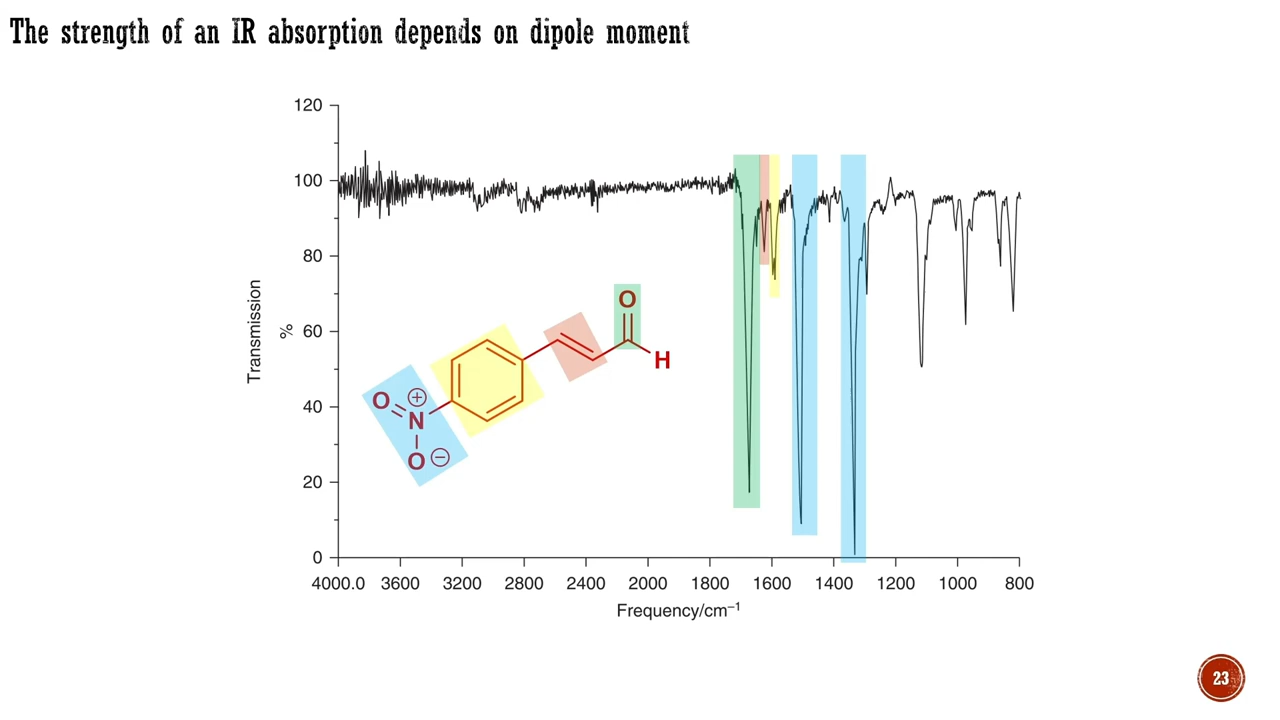 The strength of an IR absorption depends on dipole moment
120
100
80
60
40
20
0
Transmission
%
4000.0 3600 3200 2800 2400 2000 1800 1600 1400 1200 1000 800
Frequency/cm⁻¹
O
H
O
N
⊕
O
⊖
23